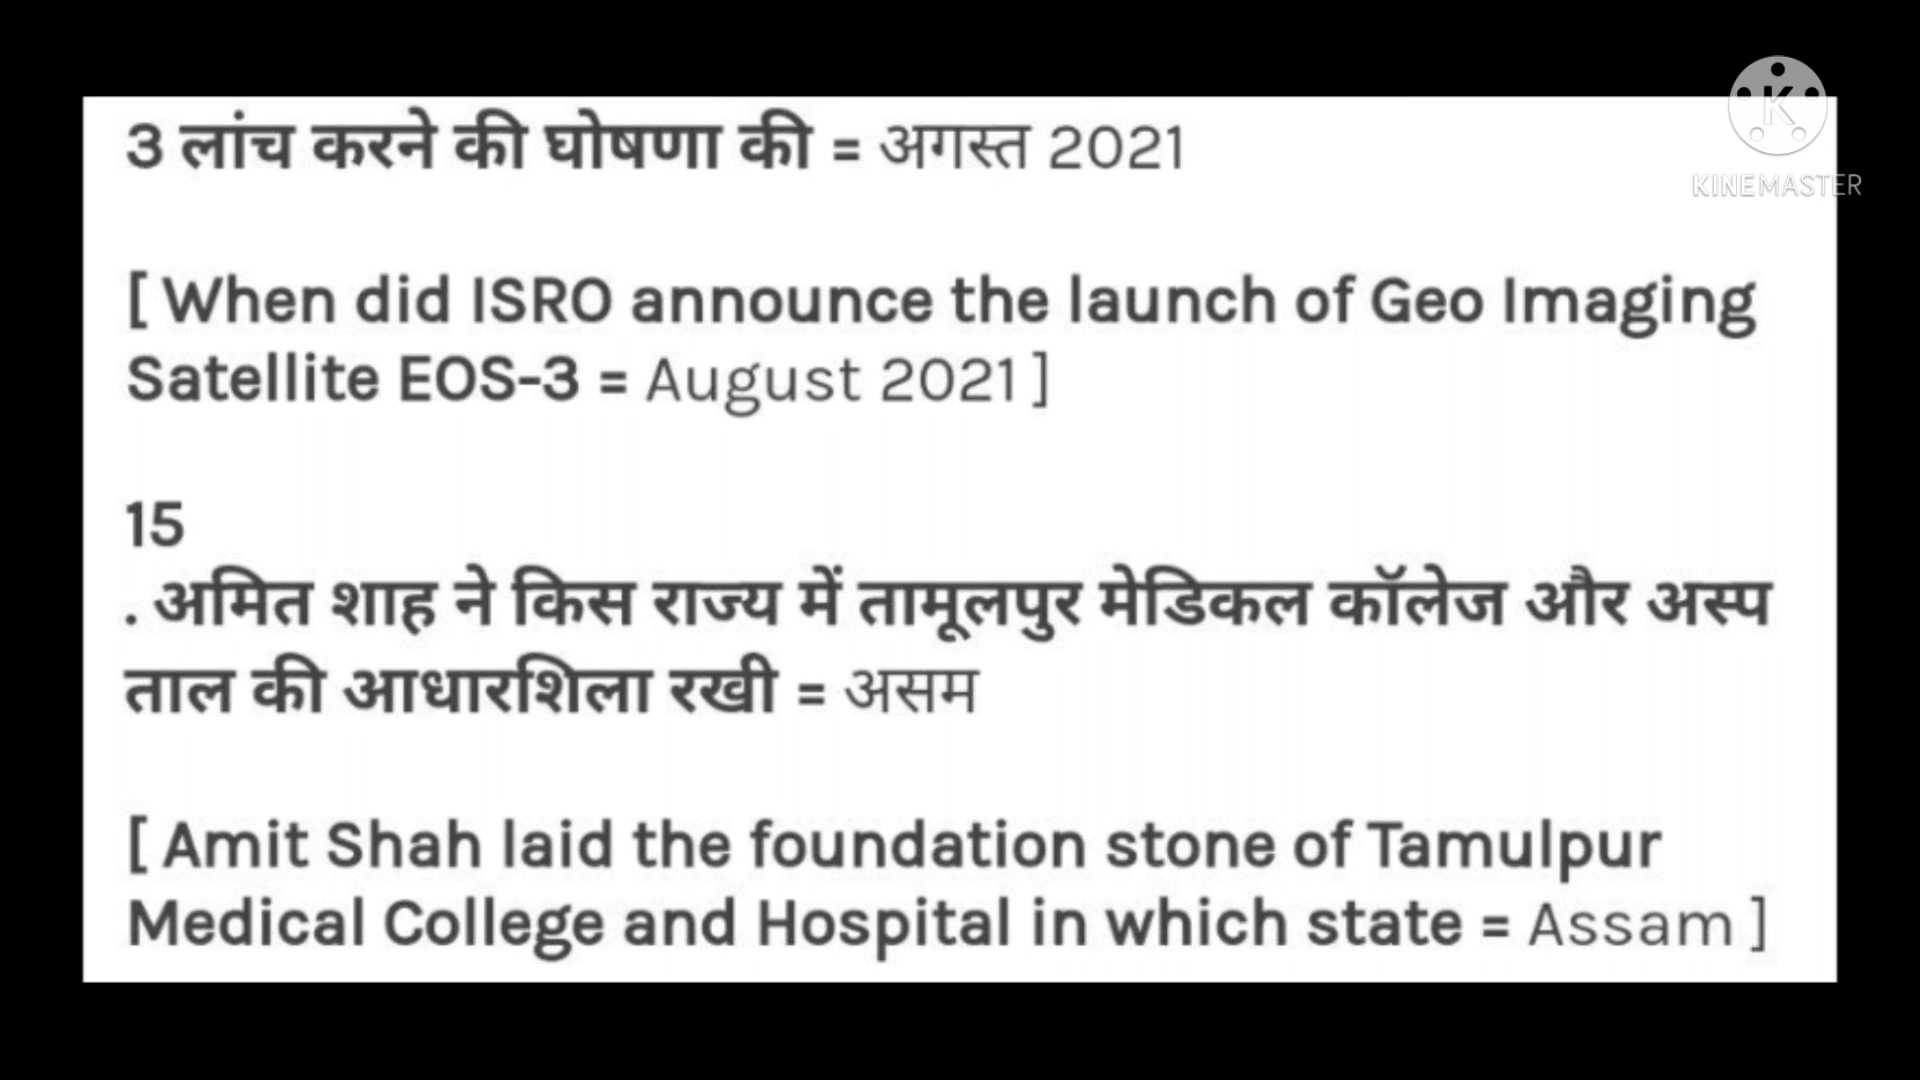 3 लांच करने की घोषणा की = अगस्त 2021
K
KINEMASTER
[ When did ISRO announce the launch of Geo Imaging
Satellite EOS-3 = August 2021 ]
15
. अमित शाह ने किस राज्य में तामूलपुर मेडिकल कॉलेज और अस्प
ताल की आधारशिला रखी = असम
[ Amit Shah laid the foundation stone of Tamulpur
Medical College and Hospital in which state = Assam ]